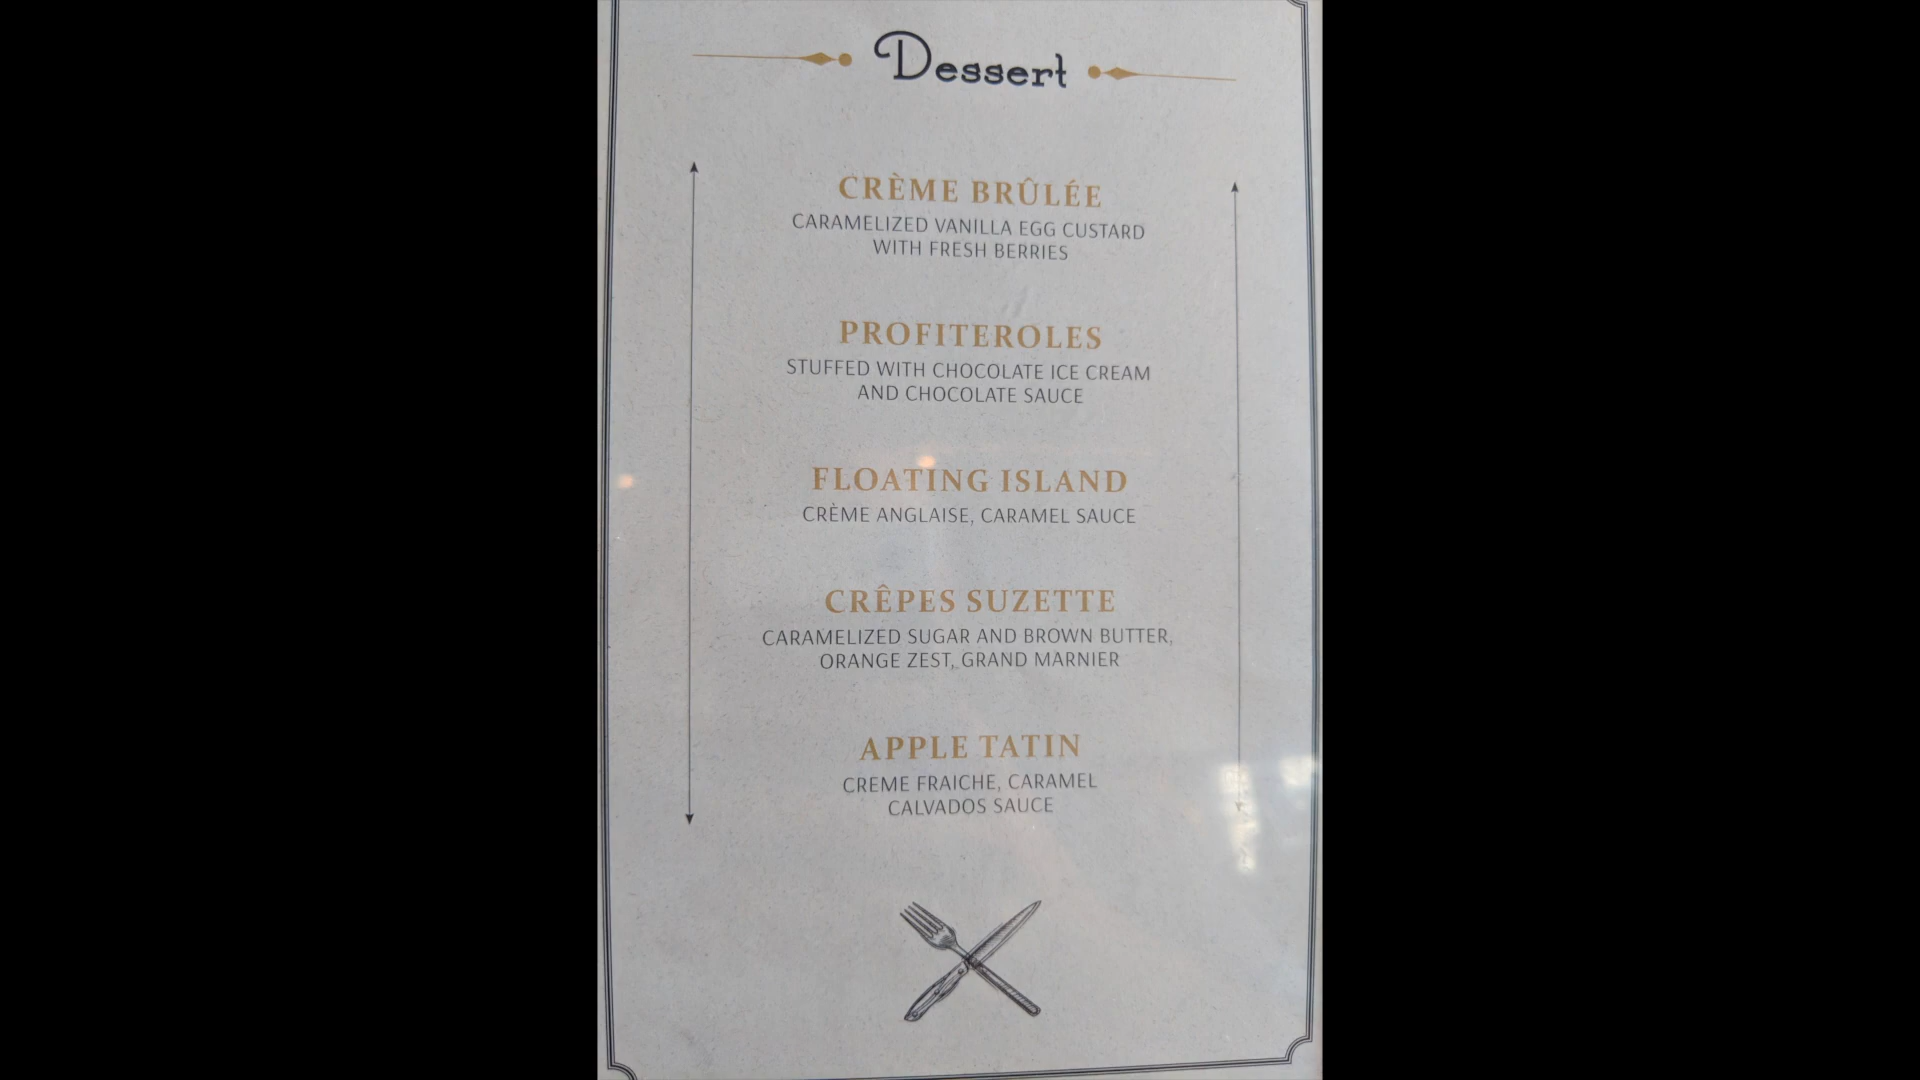 Dessert
CRÈME BRÛLÉE
CARAMELIZED VANILLA EGG CUSTARD
WITH FRESH BERRIES
PROFITEROLES
STUFFED WITH CHOCOLATE ICE CREAM
AND CHOCOLATE SAUCE
FLOATING ISLAND
CRÈME ANGLAISE, CARAMEL SAUCE
CRÊPES SUZETTE
CARAMELIZED SUGAR AND BROWN BUTTER,
ORANGE ZEST, GRAND MARNIER
APPLE TATIN
CREME FRAICHE, CARAMEL
CALVADOS SAUCE